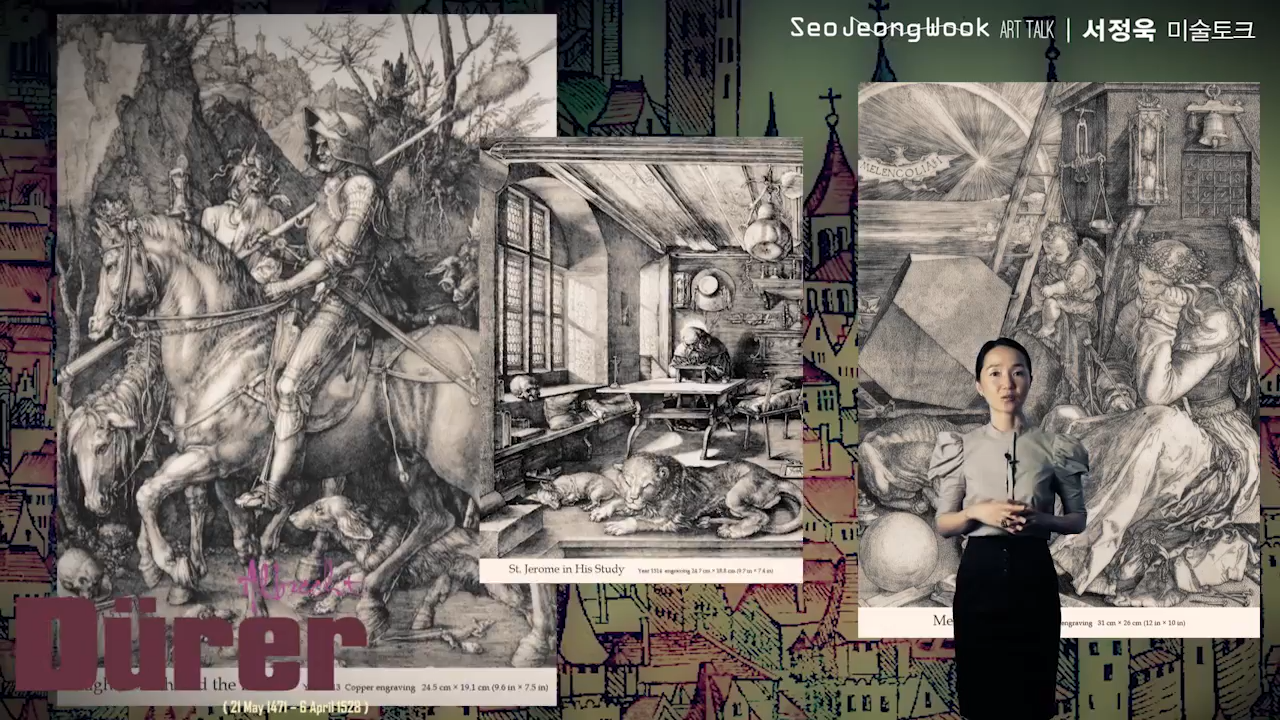 SeoJeongWook ART TALK | 서정욱 미술토크
MELENCOLIA I
St. Jerome in His Study Year 1514 engraving 24.7 cm × 18.8 cm (9.7 in × 7.4 in)
Me
engraving 31 cm × 26 cm (12 in × 10 in)
Albrecht
Dürer
d the
Copper engraving 24.5 cm × 19.1 cm (9.6 in × 7.5 in)
( 21 May 1471 – 6 April 1528 )